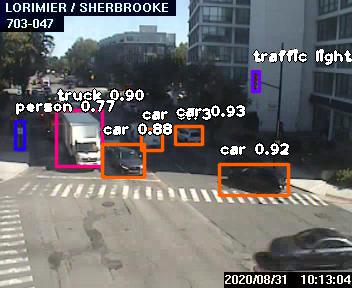 LORIMIER / SHERBROOKE
703-047
traffic light
truck 0.90
person 0.77
car 0.93
car
car 0.88
car 0.92
2020/08/31 10:13:04